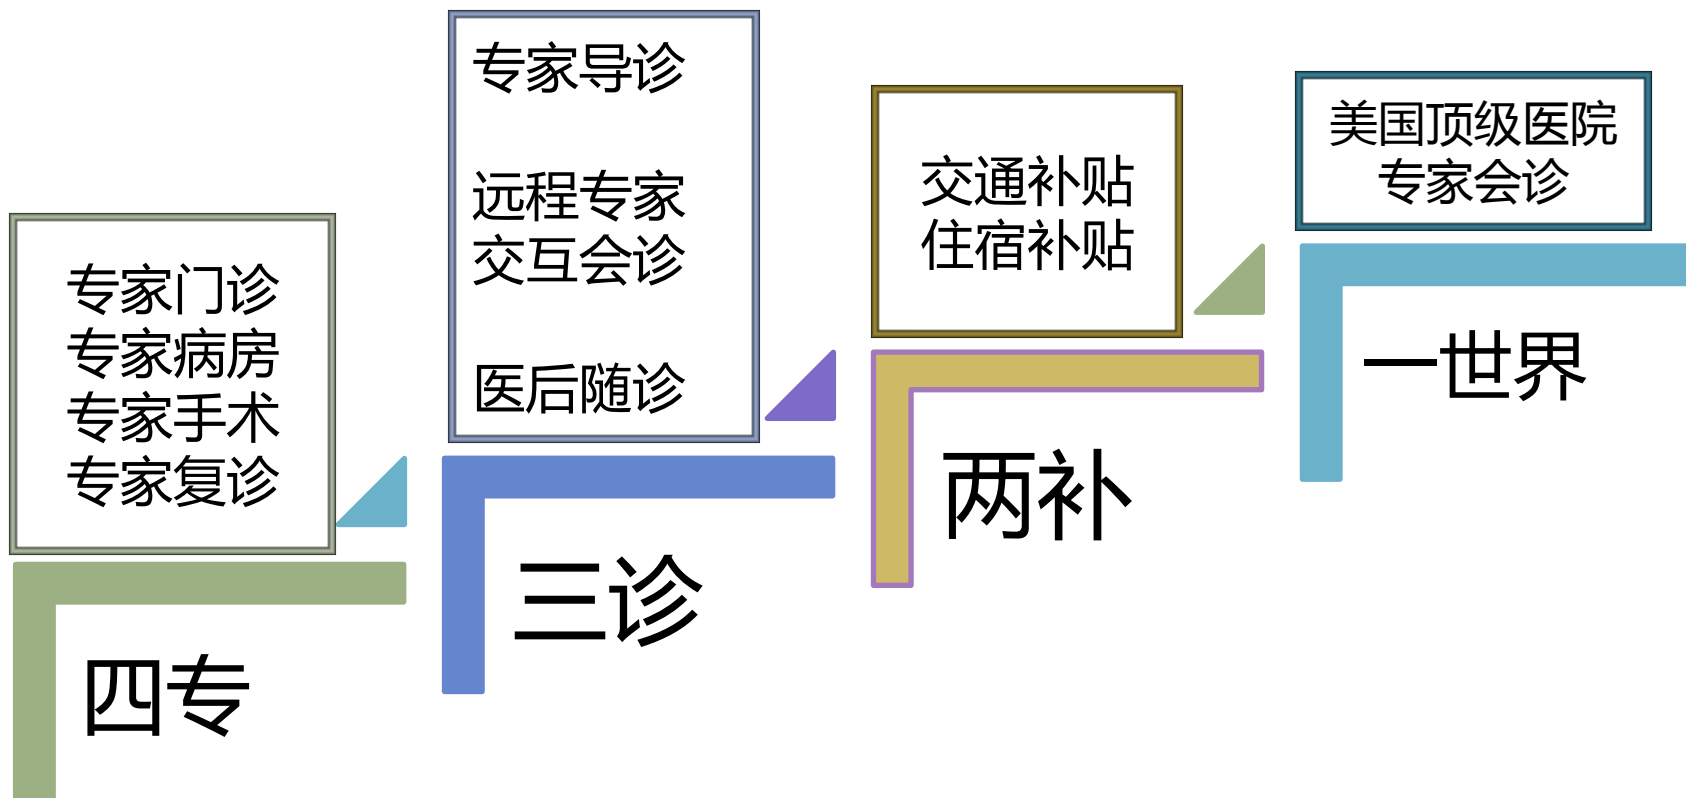 专家门诊
专家病房
专家手术
专家复诊
四专
专家导诊
远程专家
交互会诊
医后随诊
三诊
交通补贴
住宿补贴
两补
美国顶级医院
专家会诊
一世界